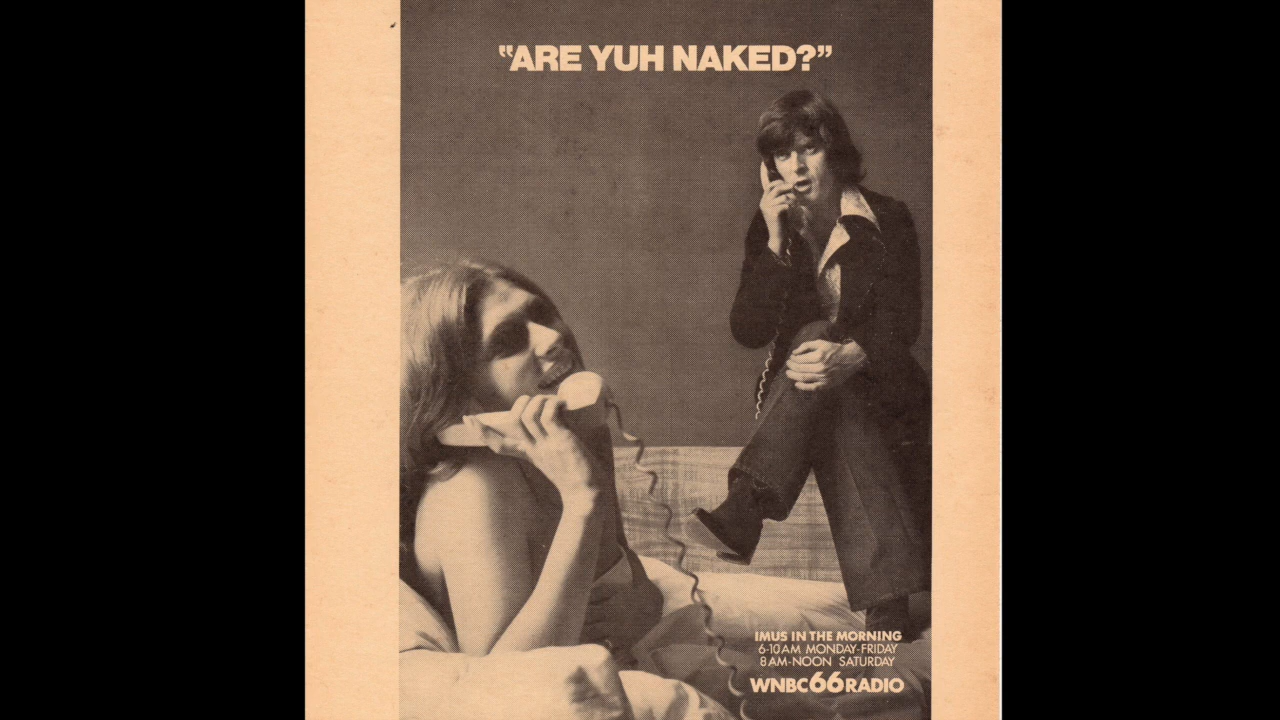 “ARE YUH NAKED?”
IMUS IN THE MORNING
6-10AM MONDAY-FRIDAY
8AM-NOON SATURDAY
WNBC66RADIO